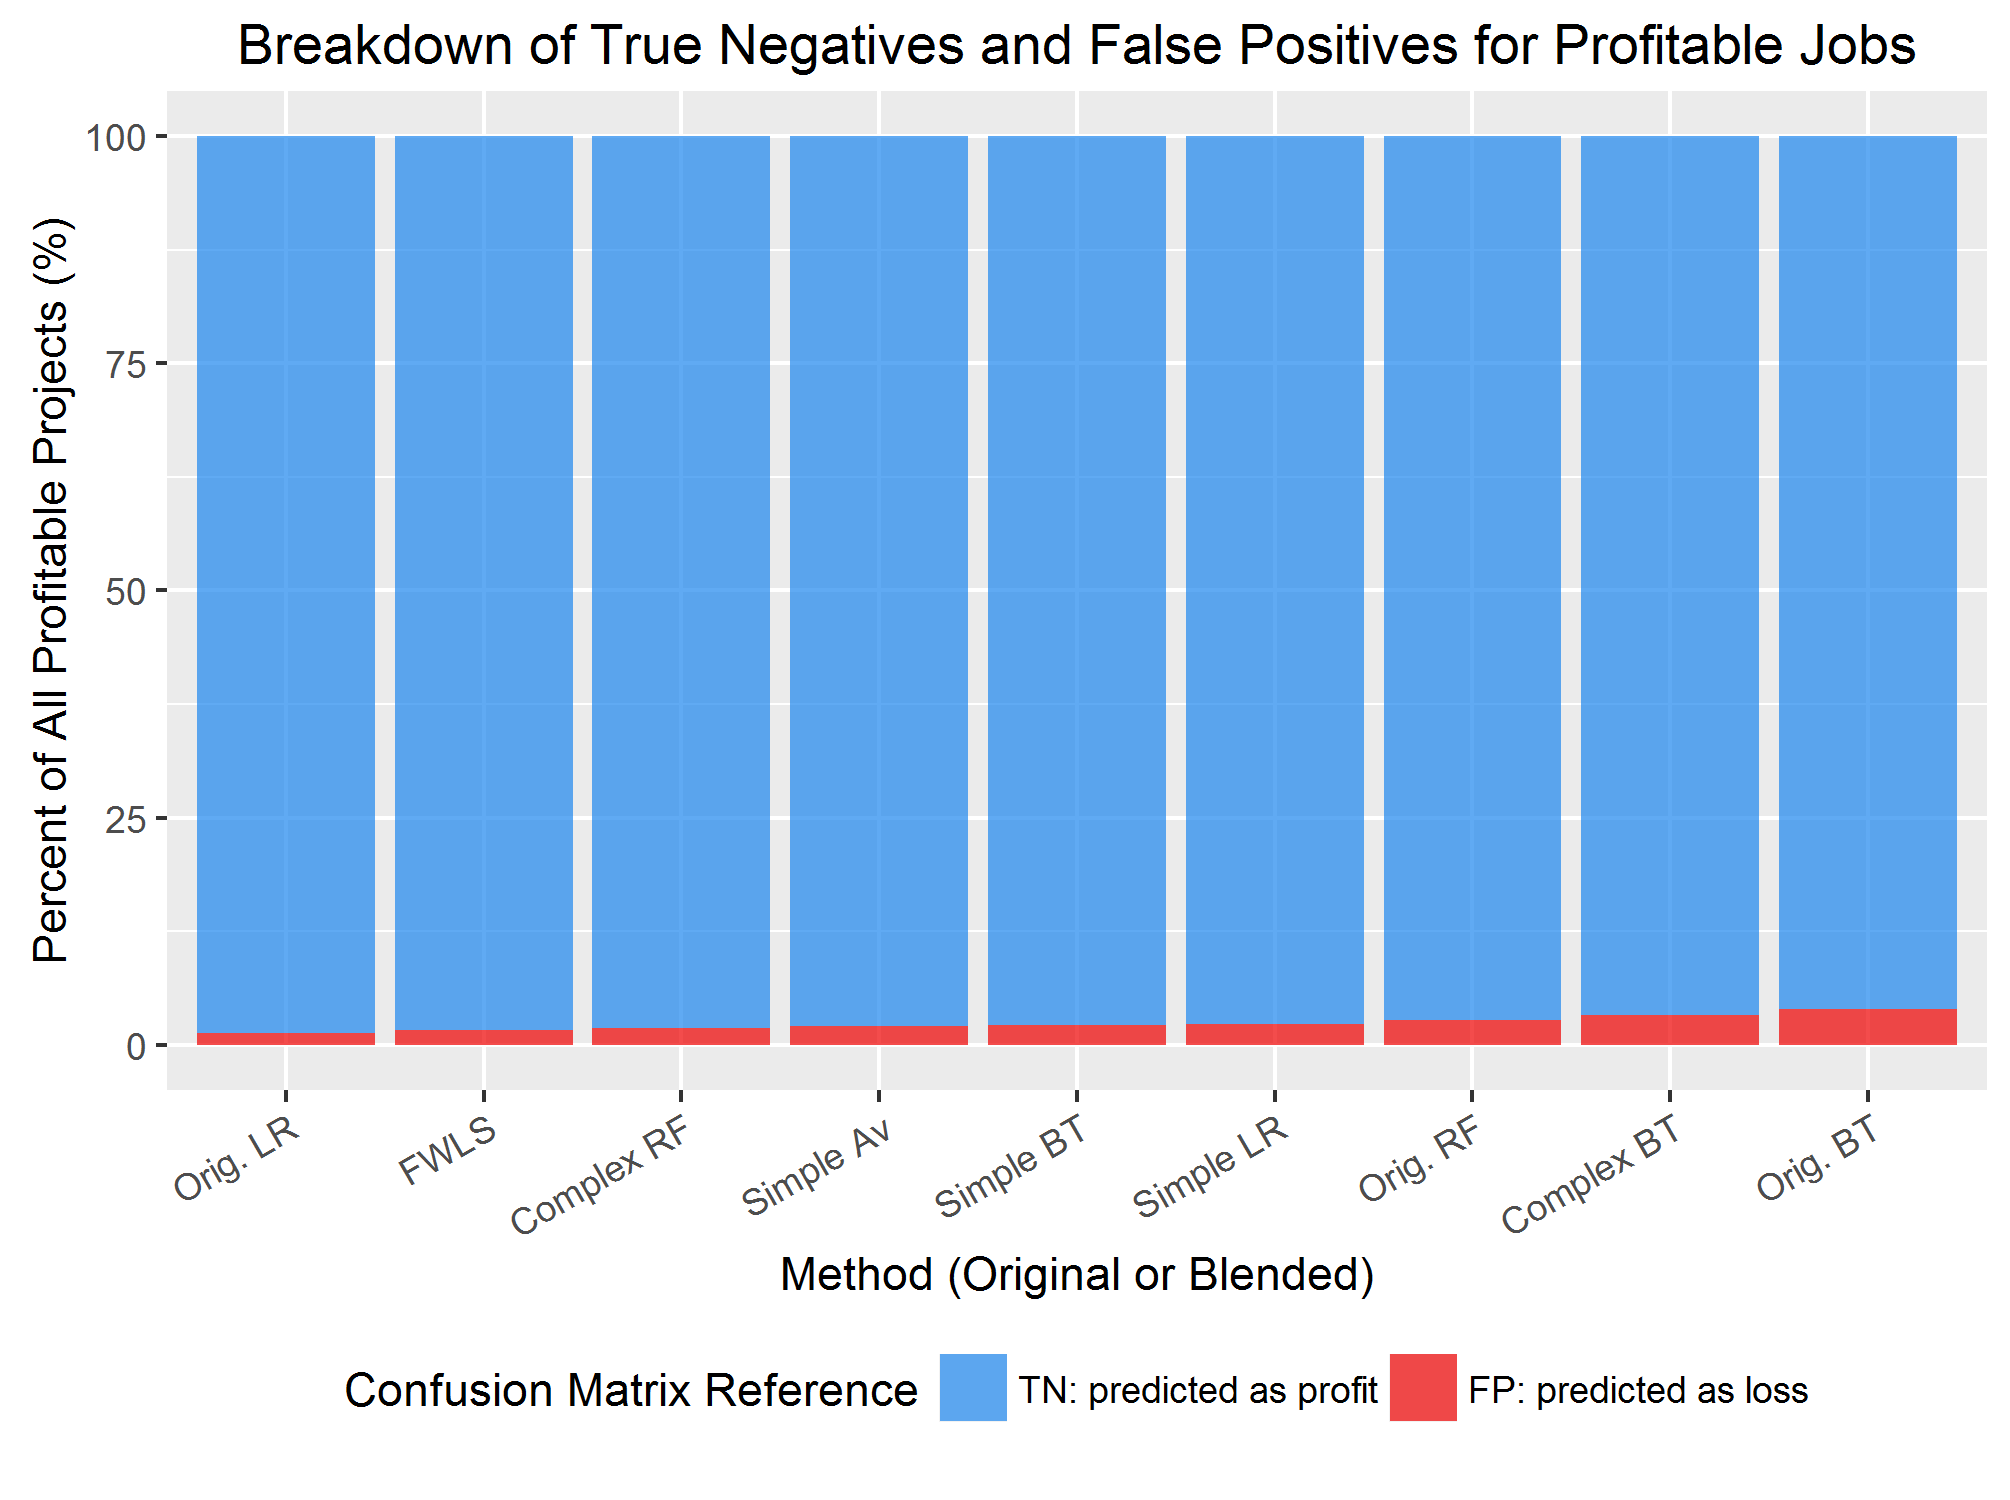 Breakdown of True Negatives and False Positives for Profitable Jobs
Percent of All Profitable Projects (%)
100
75
50
25
0
Orig. LR
FWLS
Complex RF
Simple Av
Simple BT
Simple LR
Orig. RF
Complex BT
Orig. BT
Method (Original or Blended)
Confusion Matrix Reference TN: predicted as profit FP: predicted as loss